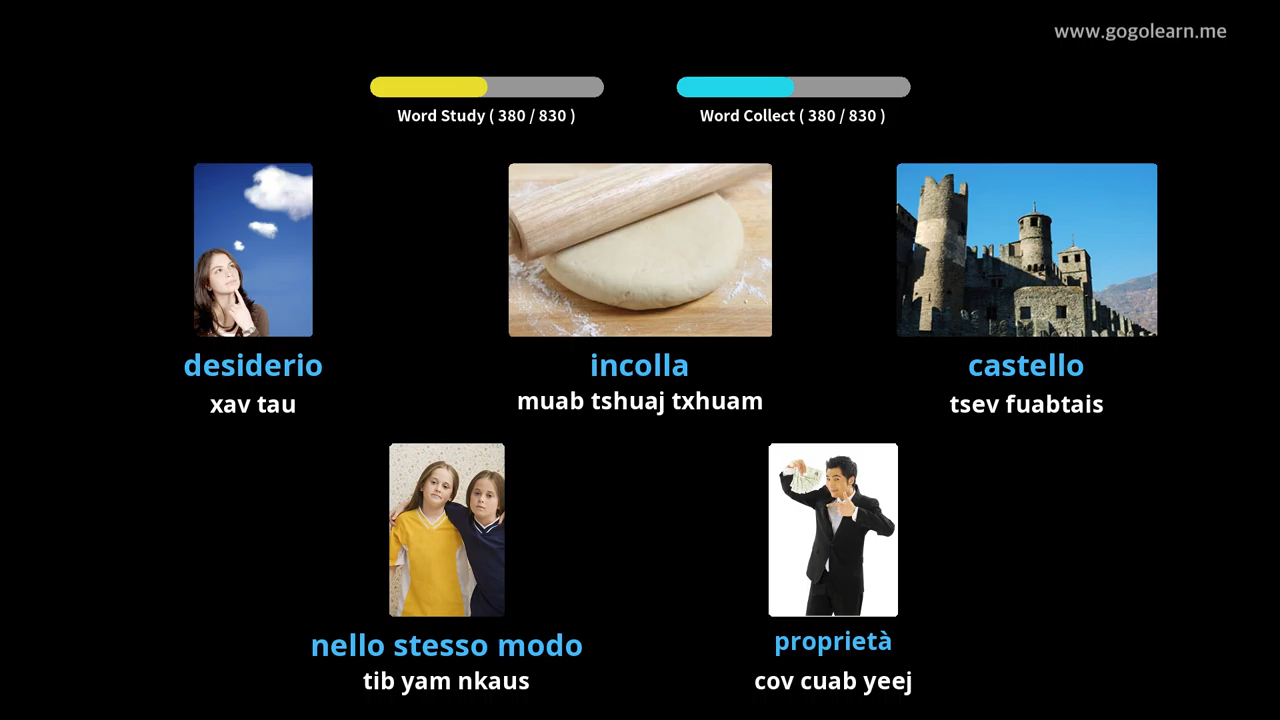 www.gogolearn.me
Word Study ( 380 / 830 )
Word Collect ( 380 / 830 )
desiderio
xav tau
incolla
muab tshuaj txhuam
castello
tsev fuabtais
nello stesso modo
tib yam nkaus
proprietà
cov cuab yeej